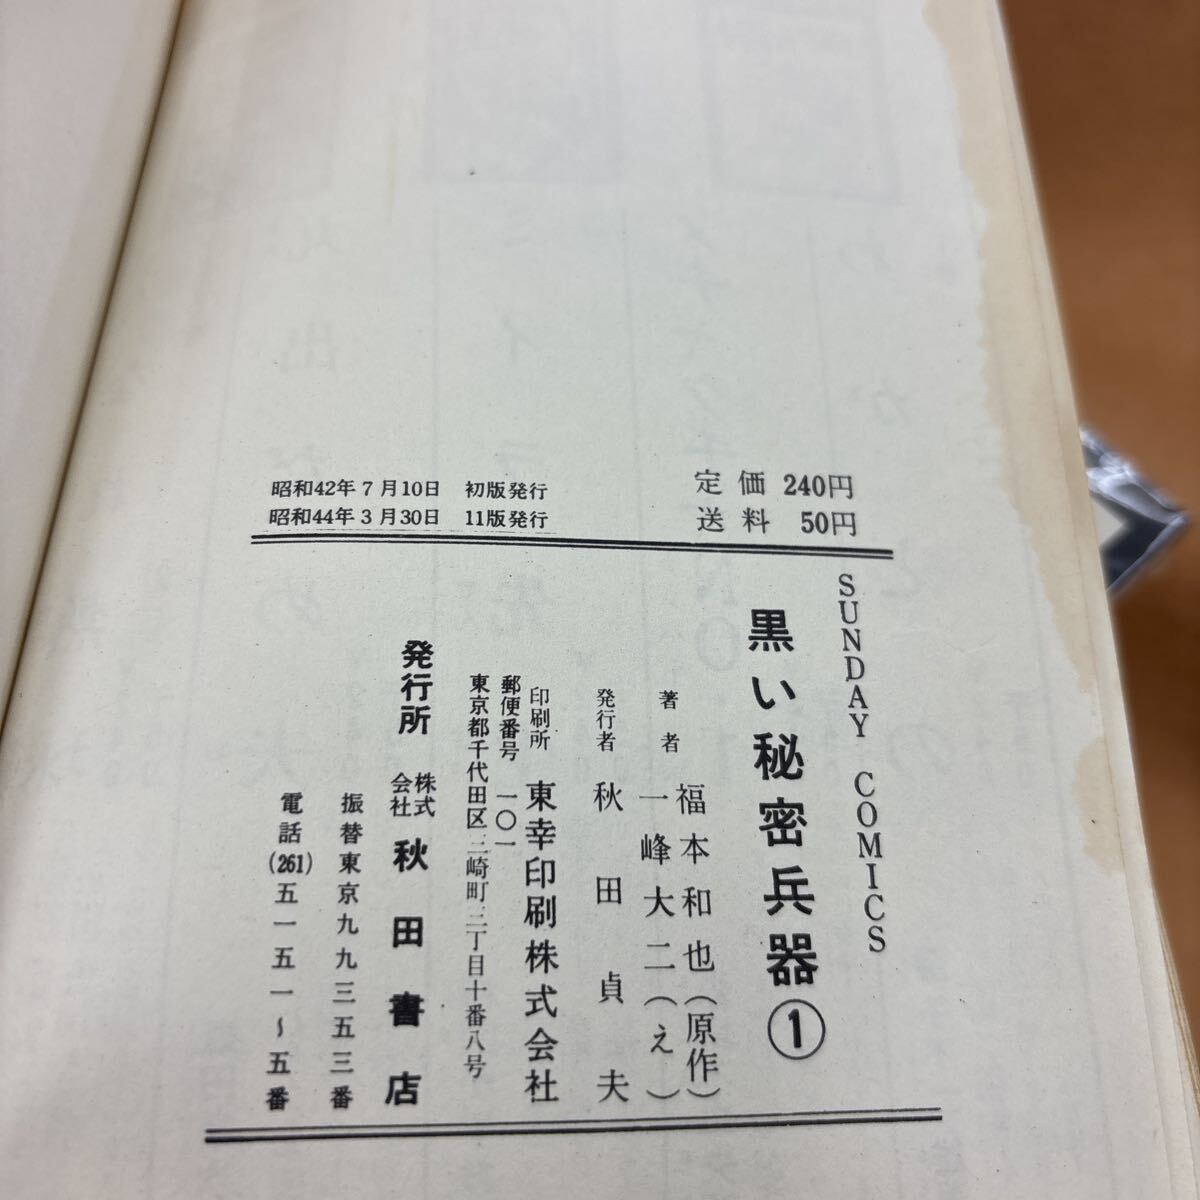 昭和42年7月10日 初版発行
昭和44年3月30日 11版発行
定価 240円
送料 50円
SUNDAY COMICS
黒い秘密兵器①
著者 福本和也(原作)
一峰大二(え)
発行者 秋田貞夫
印刷所 東幸印刷株式会社
郵便番号 一〇一
東京都千代田区三崎町三丁目十番八号
発行所 株式会社 秋田書店
振替東京九九三五三番
電話(261)五一五一～五番